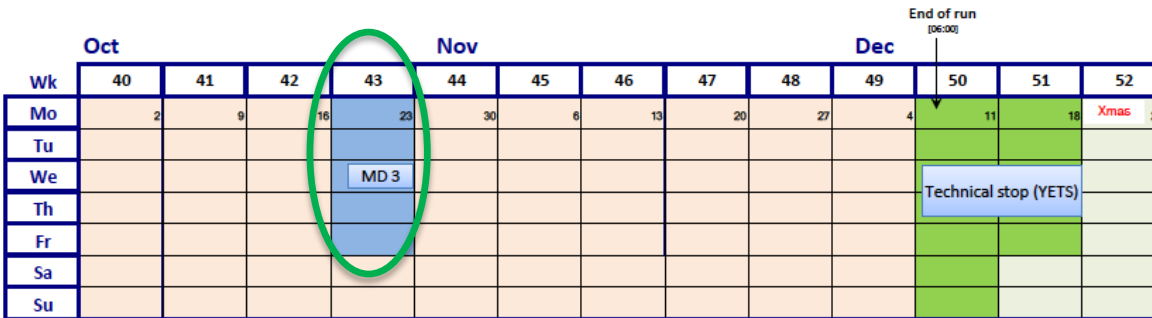 End of run
[06:00]
Oct Nov Dec
Wk 40 41 42 43 44 45 46 47 48 49 50 51 52
Mo 2 9 16 23 30 6 13 20 27 4 11 18 Xmas
Tu
We MD 3
Technical stop (YETS)
Th
Fr
Sa
Su